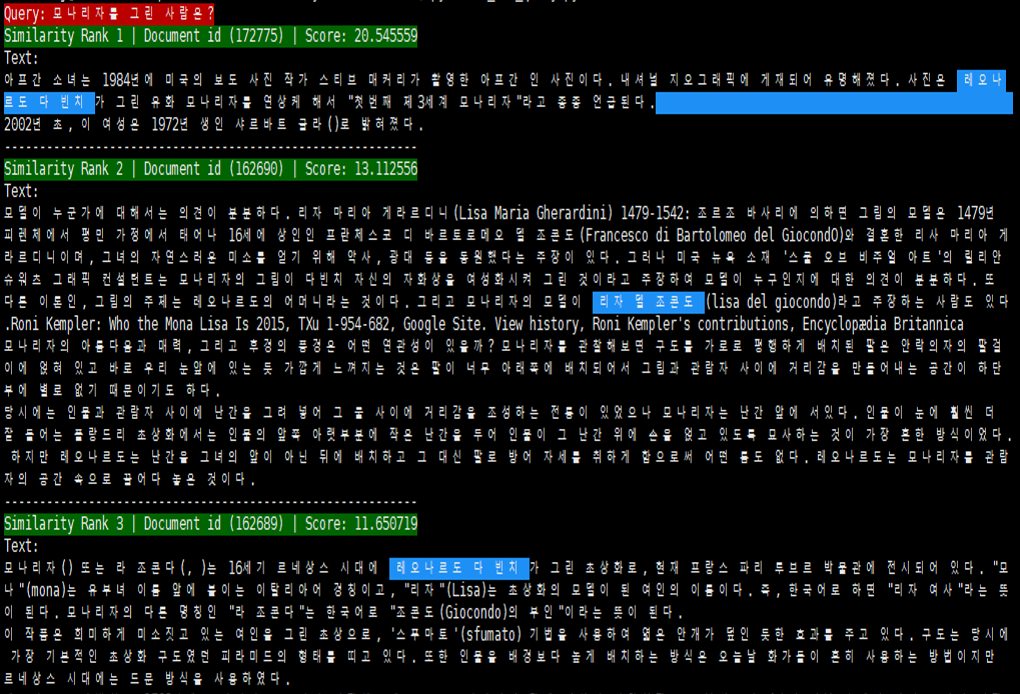 Query: 모나리자를 그린 사람은?
Similarity Rank 1 | Document id (172775) | Score: 20.545559
Text:
아프간 소녀는 1984년에 미국의 보도 사진 작가 스티브 매커리가 촬영한 아프간 인 사진이다.내셔널 지오그래픽에 게재되어 유명해졌다.사진은 레오나
르도 다 빈치가 그린 유화 모나리자를 연상케 해서 "첫번째 제3세계 모나리자"라고 종종 언급된다.
2002년 초,이 여성은 1972년 생인 샤르바트 굴라()로 밝혀졌다.
----------------------------------------------------------
Similarity Rank 2 | Document id (162690) | Score: 13.112556
Text:
모델이 누군가에 대해서는 의견이 분분하다.리자 마리아 게라르디니(Lisa Maria Gherardini) 1479-1542: 조르조 바사리에 의하면 그림의 모델은 1479년
피렌체에서 평민 가정에서 태어나 16세에 상인인 프란체스코 디 바르토로메오 델 조콘도(Francesco di Bartolomeo del GiocondO)와 결혼한 리사 마리아 게
라르디니이며,그녀의 자연스러운 미소를 얻기 위해 악사,광대 등을 동원했다는 주장이 있다.그러나 미국 뉴욕 소재 '스쿨 오브 비주얼 아트'의 릴리안
슈워츠 그래픽 컨설턴트는 모나리자의 그림이 다빈치 자신의 자화상을 여성화시켜 그린 것이라고 주장하여 모델이 누구인지에 대한 의견이 분분하다. 또
다른 이론인,그림의 주제는 레오나르도의 어머니라는 것이다.그리고 모나리자의 모델이 리자 델 조콘도(lisa del giocondo)라고 주장하는 사람도 있다
.Roni Kempler: Who the Mona Lisa Is 2015, TXu 1-954-682, Google Site. View history, Roni Kempler's contributions, Encyclopædia Britannica
모나리자의 아름다움과 매력,그리고 후경의 풍경은 어떤 연관성이 있을까?모나리자를 관찰해보면 구도를 가로로 평행하게 배치된 팔은 안락의자의 팔걸
이에 얹혀 있고 바로 우리 눈앞에 있는 듯 가깝게 느껴지는 것은 팔이 너무 아래쪽에 배치되어서 그림과 관람자 사이에 거리감을 만들어내는 공간이 하단
부에 별로 없기 때문이기도 하다.
당시에는 인물과 관람자 사이에 난간을 그려 넣어 그 둘 사이에 거리감을 조성하는 전통이 있었으나 모나리자는 난간 앞에 서있다.인물이 눈에 훨씬 더
잘 들어는 플랑드리 초상화에서는 인물의 앞쪽 아랫부분에 작은 난간을 두어 인물이 그 난간 위에 손을 얹고 있도록 묘사하는 것이 가장 흔한 방식이었다.
하지만 레오나르도는 난간을 그녀의 앞이 아닌 뒤에 배치하고 그 대신 팔로 방어 자세를 취하게 함으로써 어떤 틈도 없다.레오나르도는 모나리자를 관람
자의 공간 속으로 끌어다 놓은 것이다.
----------------------------------------------------------
Similarity Rank 3 | Document id (162689) | Score: 11.650719
Text:
모나리자() 또는 라 조콘다(, )는 16세기 르네상스 시대에 레오나르도 다 빈치가 그린 초상화로,현재 프랑스 파리 루브르 박물관에 전시되어 있다. "모
나"(mona)는 유부녀 이름 앞에 붙이는 이탈리아어 경칭이고, "리자"(Lisa)는 초상화의 모델이 된 여인의 이름이다.즉,한국어로 하면 "리자 여사"라는 뜻
이 된다.모나리자의 다른 명칭인 "라 조콘다"는 한국어로 "조콘도(Giocondo)의 부인"이라는 뜻이 된다.
이 작품은 희미하게 미소짓고 있는 여인을 그린 초상으로, '스푸마토'(sfumato) 기법을 사용하여 엷은 안개가 덮인 듯한 효과를 주고 있다.구도는 당시에
가장 기본적인 초상화 구도였던 피라미드의 형태를 띠고 있다.또한 인물을 배경보다 높게 배치하는 방식은 오늘날 화가들이 흔히 사용하는 방법이지만
르네상스 시대에는 드문 방식을 사용하였다.